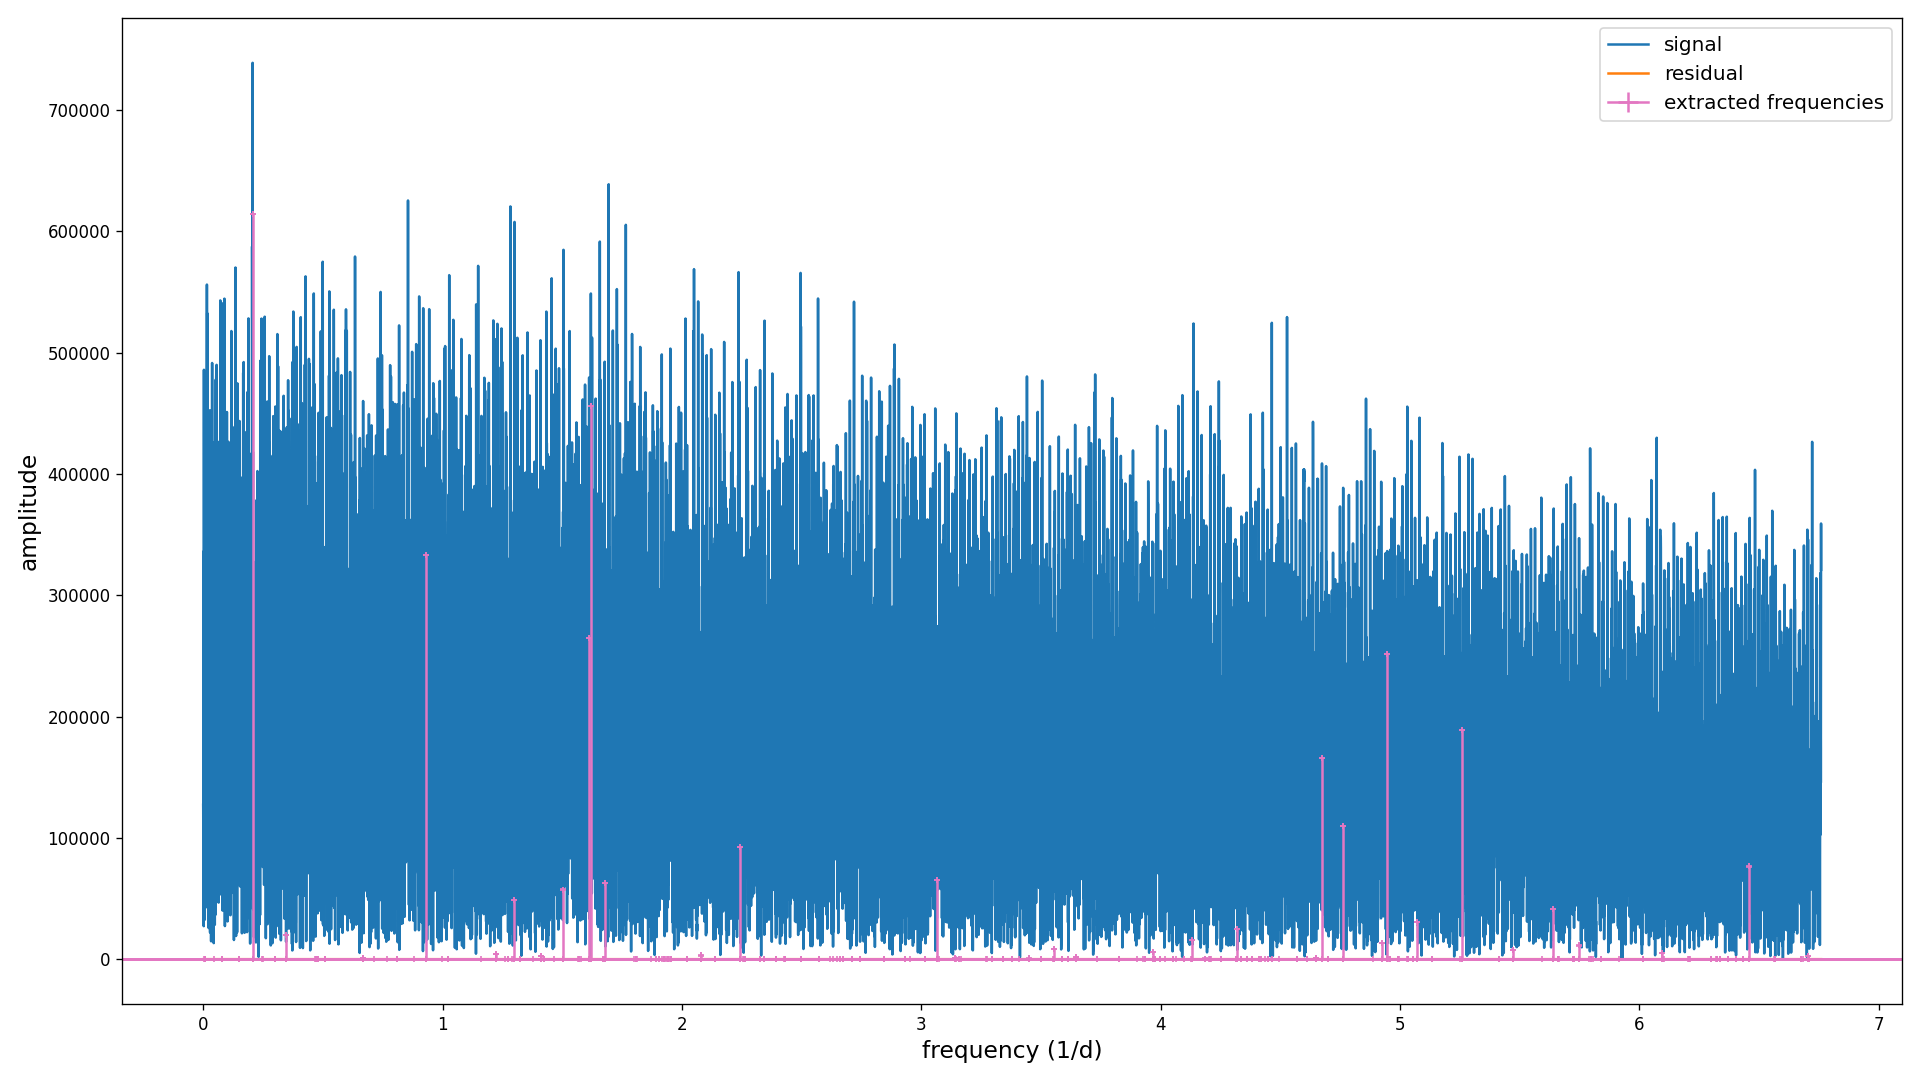 signal
residual
extracted frequencies
700000
600000
500000
400000
300000
200000
100000
0
amplitude
0 1 2 3 4 5 6 7
frequency (1/d)